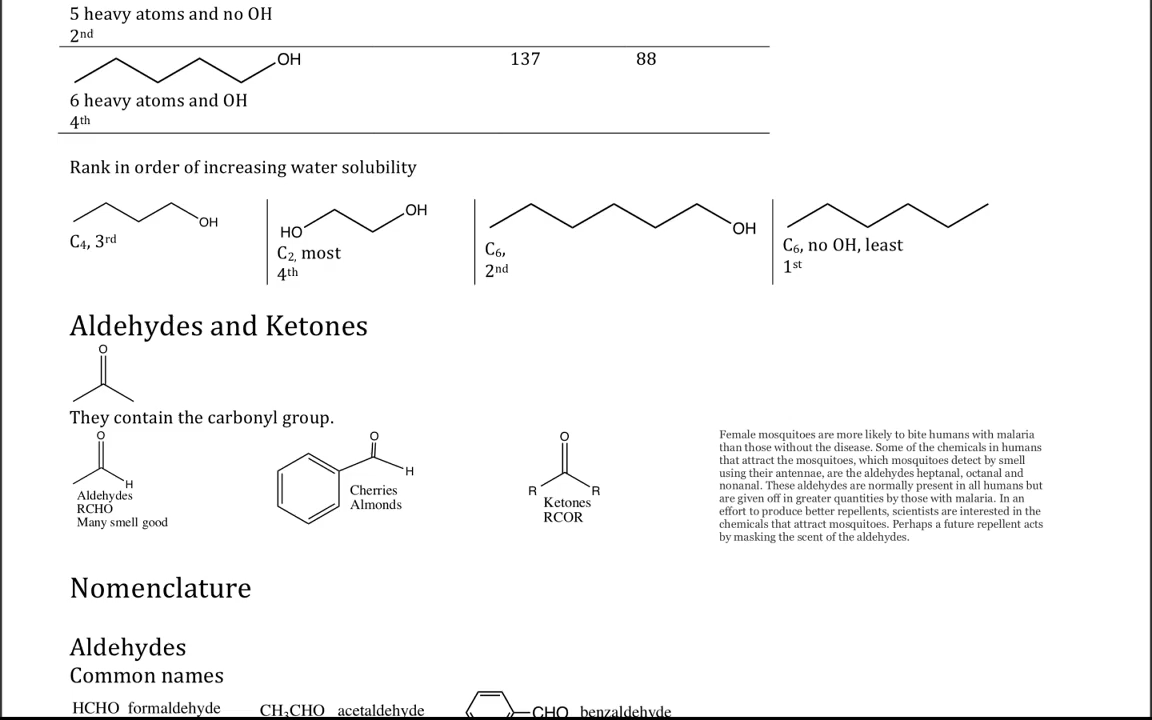 5 heavy atoms and no OH
2nd
OH 137 88
6 heavy atoms and OH
4th
Rank in order of increasing water solubility
OH
C4, 3rd
HO OH
C2, most
4th
OH
C6,
2nd
C6, no OH, least
1st
Aldehydes and Ketones
O
They contain the carbonyl group.
O
H
Aldehydes
RCHO
Many smell good
O
H
Cherries
Almonds
O
R R
Ketones
RCOR
Female mosquitoes are more likely to bite humans with malaria
than those without the disease. Some of the chemicals in humans
that attract the mosquitoes, which mosquitoes detect by smell
using their antennae, are the aldehydes heptanal, octanal and
nonanal. These aldehydes are normally present in all humans but
are given off in greater quantities by those with malaria. In an
effort to produce better repellents, scientists are interested in the
chemicals that attract mosquitoes. Perhaps a future repellent acts
by masking the scent of the aldehydes.
Nomenclature
Aldehydes
Common names
HCHO formaldehyde CH3CHO acetaldehyde CHO benzaldehyde